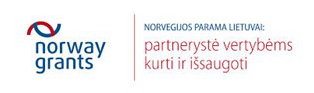 norway
grants
NORVEGIJOS PARAMA LIETUVAI:
partnerystė vertybėms
kurti ir išsaugoti